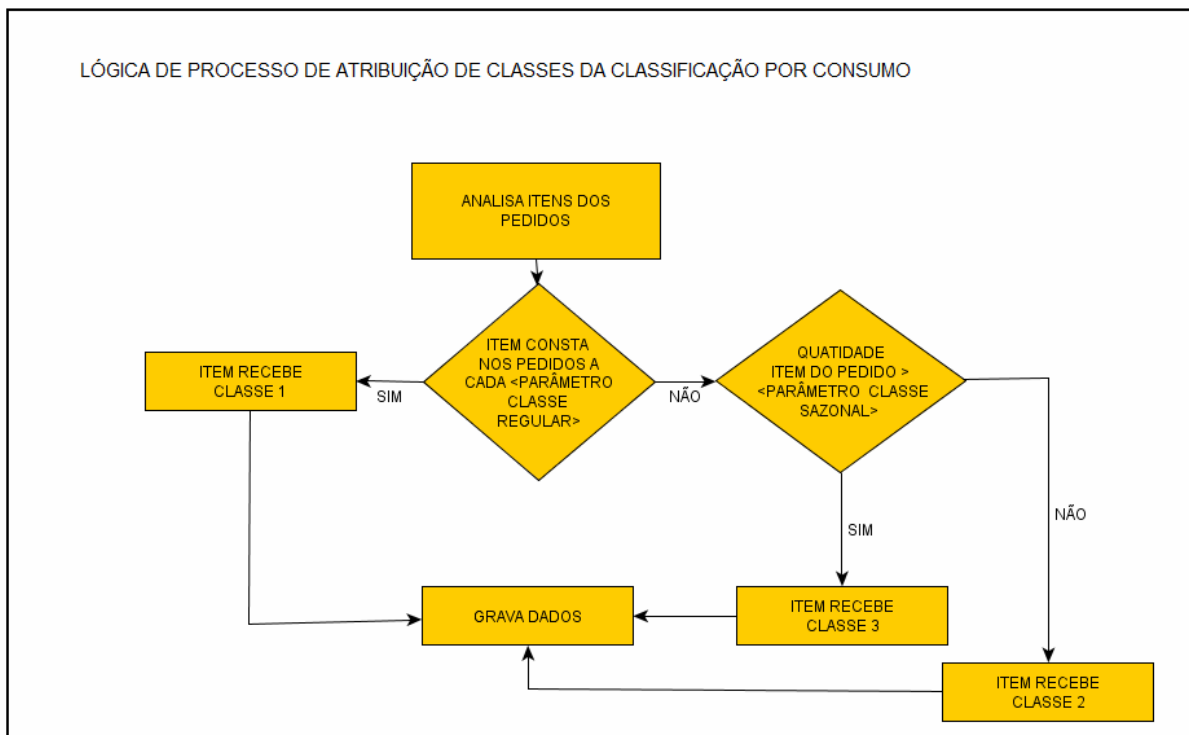 LÓGICA DE PROCESSO DE ATRIBUIÇÃO DE CLASSES DA CLASSIFICAÇÃO POR CONSUMO
ANALISA ITENS DOS
PEDIDOS
ITEM CONSTA
NOS PEDIDOS A
CADA <PARÂMETRO
CLASSE
REGULAR>
QUATIDADE
ITEM DO PEDIDO >
<PARÂMETRO CLASSE
SAZONAL>
ITEM RECEBE
CLASSE 1
SIM
NÃO
SIM
NÃO
GRAVA DADOS
ITEM RECEBE
CLASSE 3
ITEM RECEBE
CLASSE 2